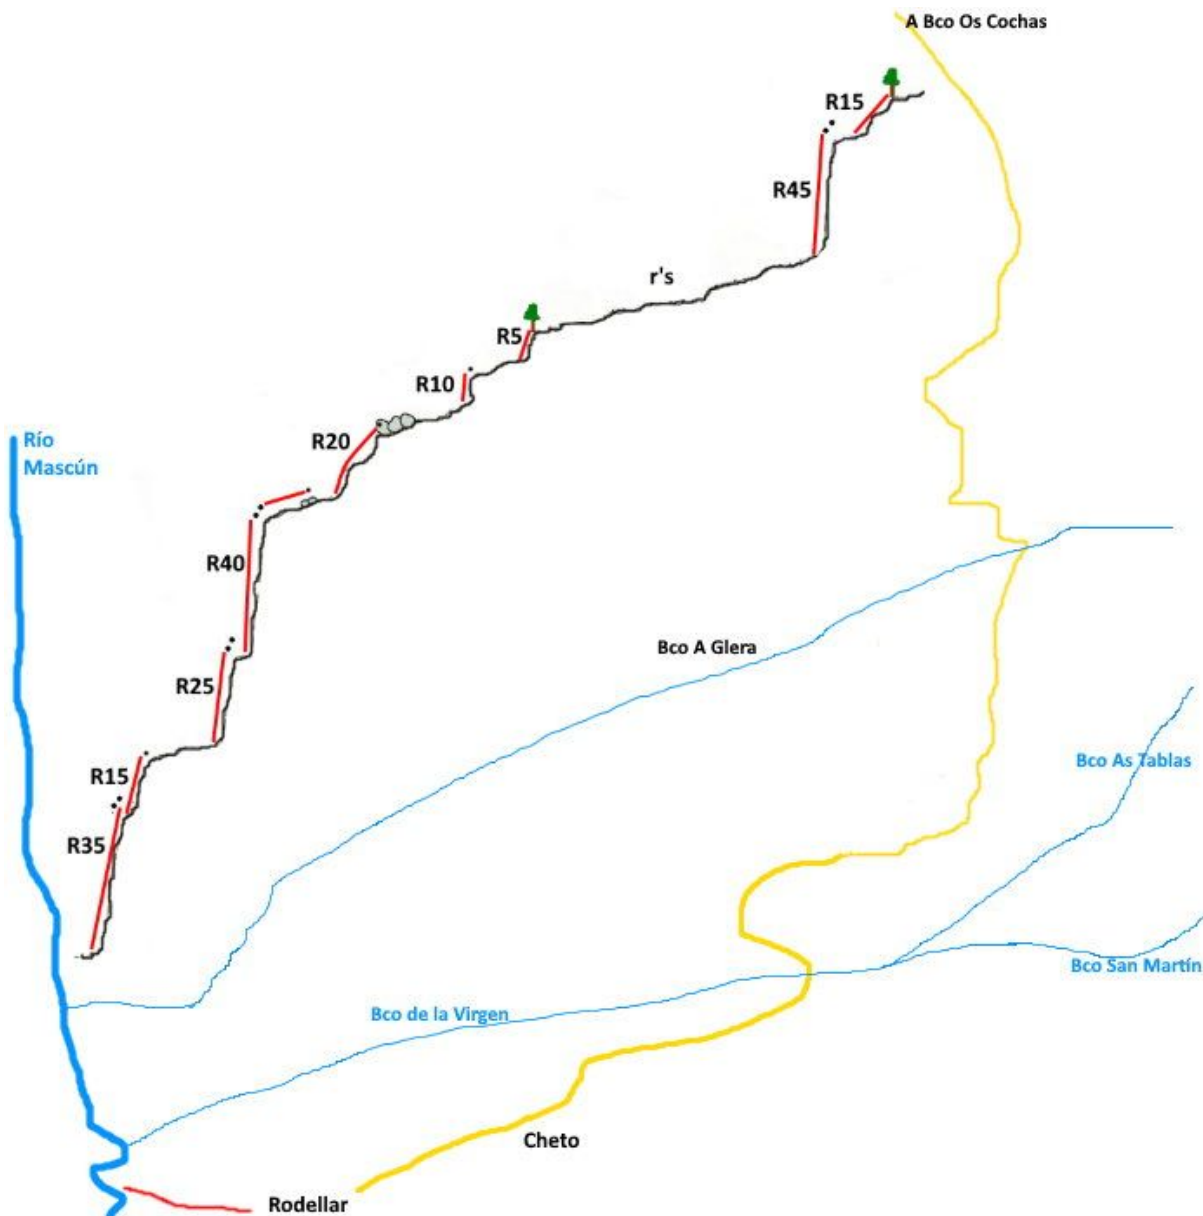 A Bco Os Cochas
R15
R45
r's
R5
R10
R20
Río
Mascún
R40
Bco A Glera
R25
Bco As Tablas
R15
R35
Bco San Martín
Bco de la Virgen
Cheto
Rodellar